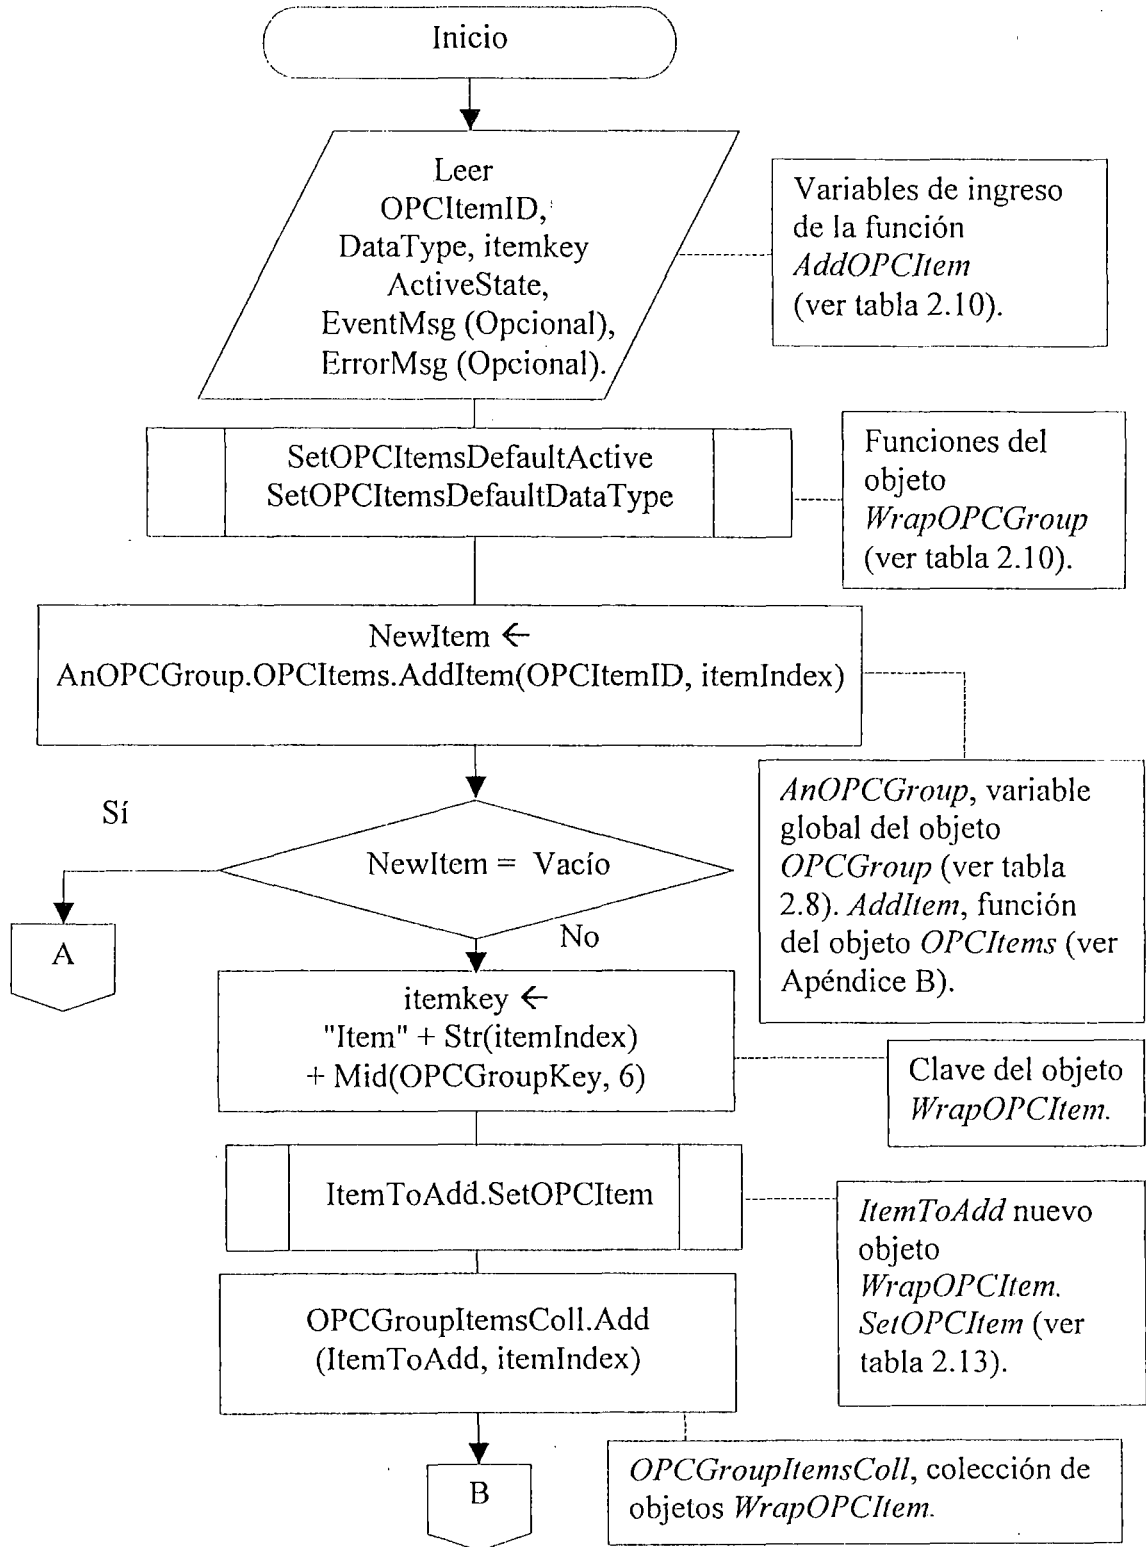 Inicio
Leer
OPCItemID,
DataType, itemkey
ActiveState,
EventMsg (Opcional),
ErrorMsg (Opcional).
Variables de ingreso
de la función
AddOPCItem
(ver tabla 2.10).
SetOPCItemsDefaultActive
SetOPCItemsDefaultDataType
Funciones del
objeto
WrapOPCGroup
(ver tabla 2.10).
NewItem ←
AnOPCGroup.OPCItems.AddItem(OPCItemID, itemIndex)
AnOPCGroup, variable
global del objeto
OPCGroup (ver tabla
2.8). AddItem, función
del objeto OPCItems (ver
Apéndice B).
Sí
NewItem = Vacío
No
A
itemkey ←
"Item" + Str(itemIndex)
+ Mid(OPCGroupKey, 6)
Clave del objeto
WrapOPCItem.
ItemToAdd.SetOPCItem
ItemToAdd nuevo
objeto
WrapOPCItem.
SetOPCItem (ver
tabla 2.13).
OPCGroupItemsColl.Add
(ItemToAdd, itemIndex)
OPCGroupItemsColl, colección de
objetos WrapOPCItem.
B